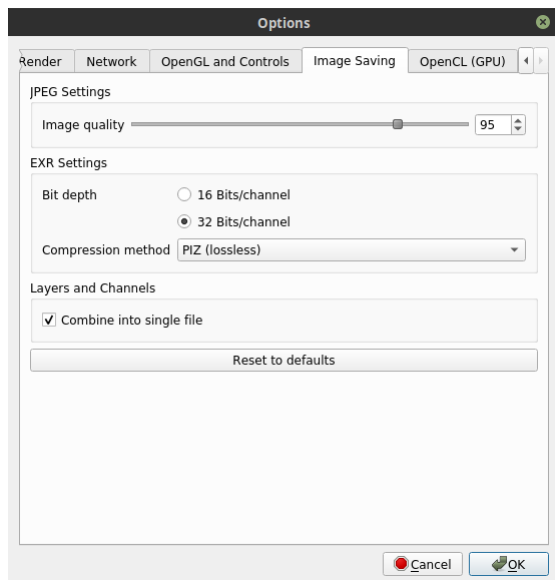 Options
Render Network OpenGL and Controls Image Saving OpenCL (GPU)
JPEG Settings
Image quality 95
EXR Settings
Bit depth 16 Bits/channel
32 Bits/channel
Compression method PIZ (lossless)
Layers and Channels
Combine into single file
Reset to defaults
Cancel OK